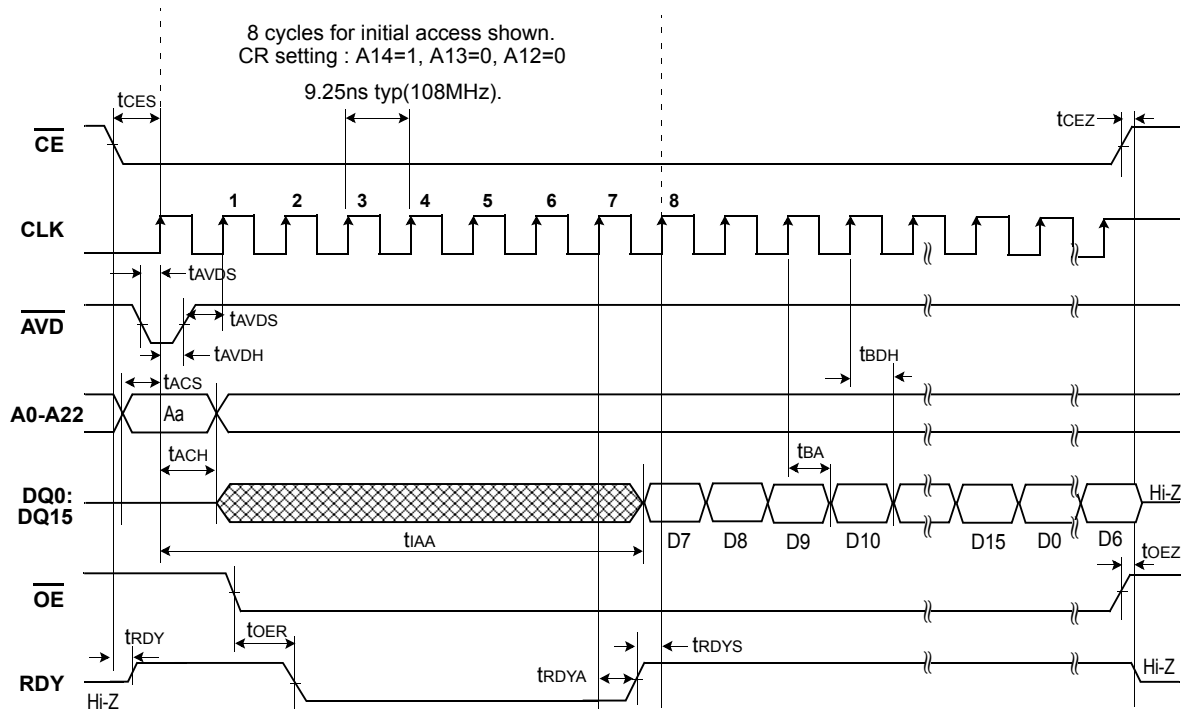 8 cycles for initial access shown.
CR setting : A14=1, A13=0, A12=0
9.25ns typ(108MHz).
tCES
tCEZ
CE
1 2 3 4 5 6 7 8
CLK
tAVDS
AVD
tAVDS
tAVDH
tBDH
tACS
A0-A22
Aa
tACH
tBA
DQ0:
DQ15
Hi-Z
D7 D8 D9 D10 D15 D0 D6
tIAA
tOEZ
OE
tOER
tRDY
tRDYS
tRDYA
RDY
Hi-Z
Hi-Z